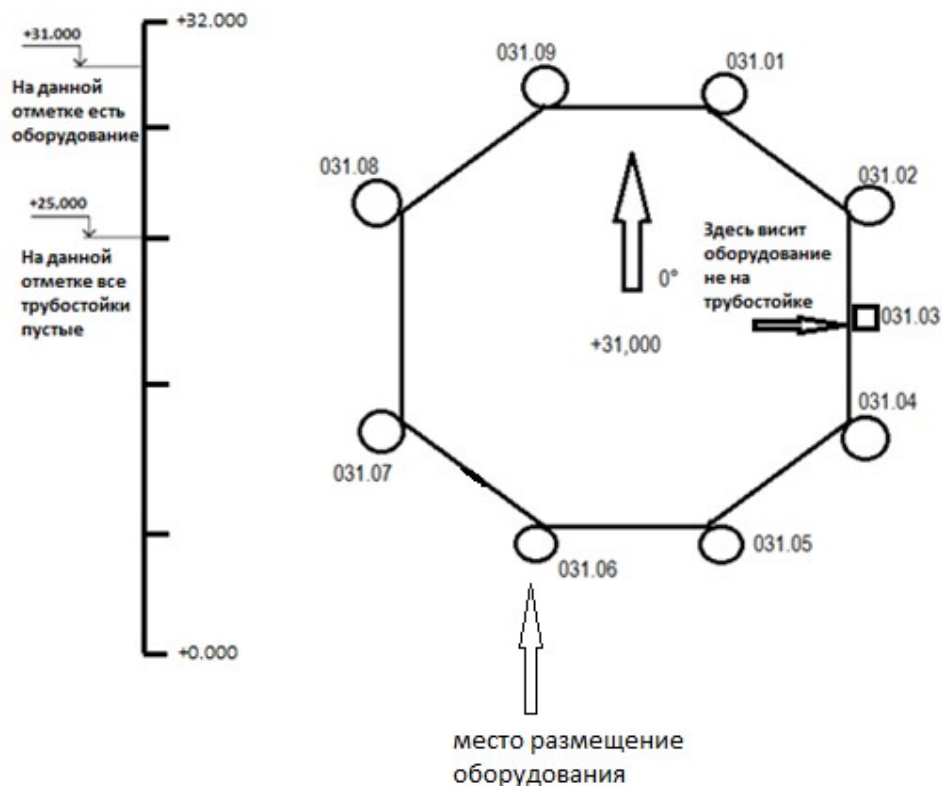 +32.000
+31.000
На данной
отметке есть
оборудование
+25,000
На данной
отметке все
трубостойки
пустые
+0.000
031.09
031.01
031.08
031.02
Здесь висит
оборудование
не на
трубостойке
0°
031.03
+31,000
031.04
031.07
031.05
031.06
место размещение
оборудования